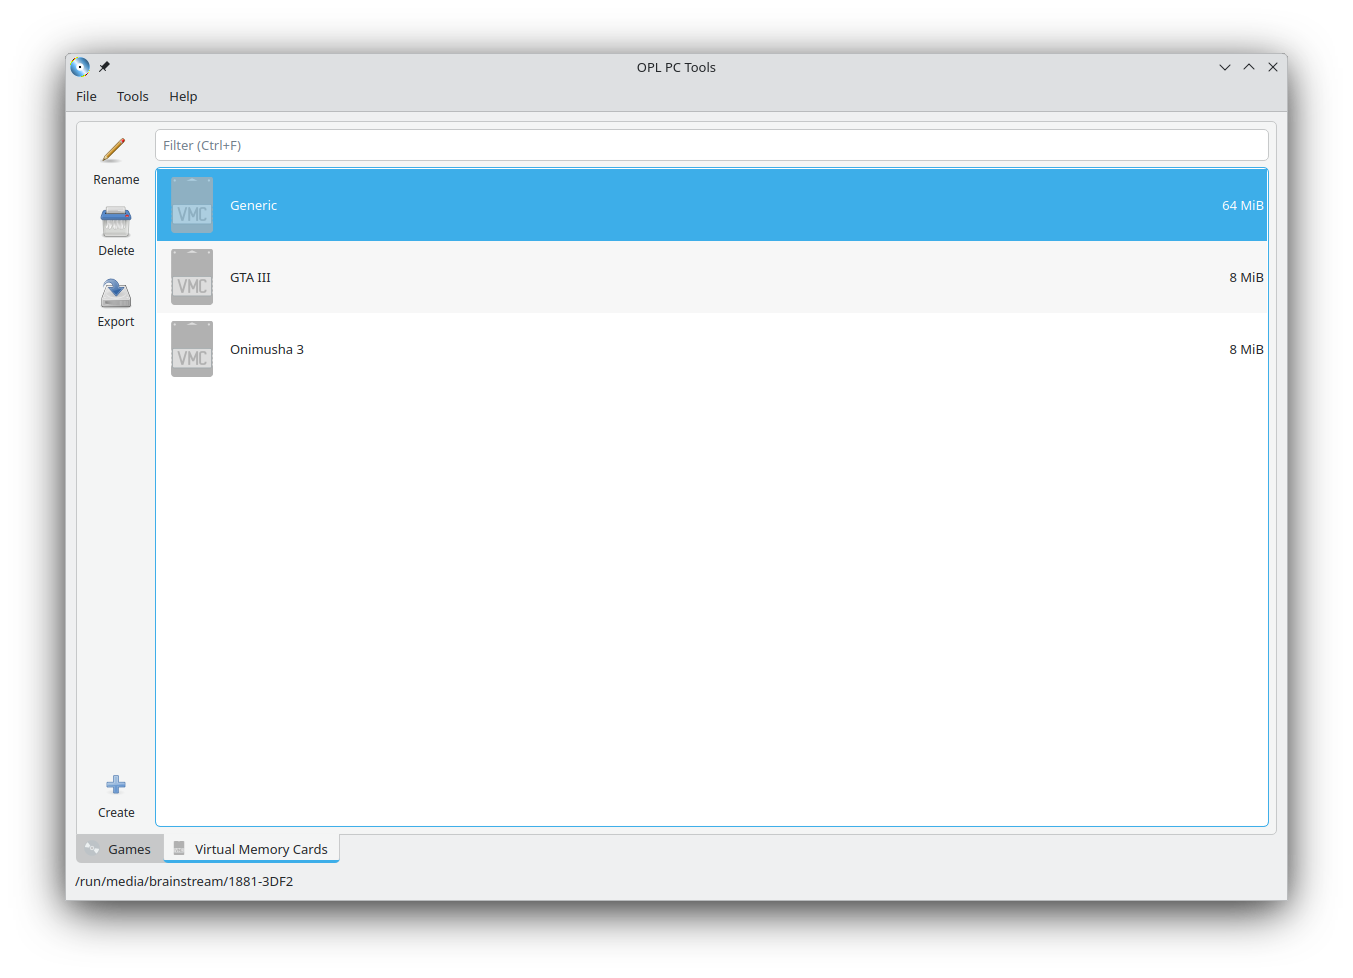 OPL PC Tools
File Tools Help
Rename
Delete
Export
Create
Filter (Ctrl+F)
VMC Generic 64 MiB
VMC GTA III 8 MiB
VMC Onimusha 3 8 MiB
Games Virtual Memory Cards
/run/media/brainstream/1881-3DF2